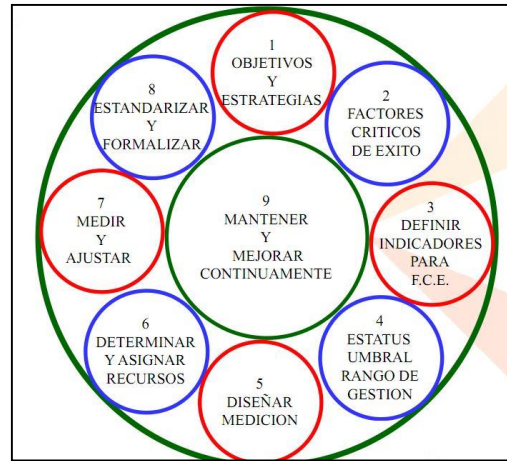 1
OBJETIVOS
Y
ESTRATEGIAS
2
FACTORES
CRITICOS
DE EXITO
3
DEFINIR
INDICADORES
PARA
F.C.E.
4
ESTATUS
UMBRAL
RANGO DE
GESTION
5
DISEÑAR
MEDICION
6
DETERMINAR
Y ASIGNAR
RECURSOS
7
MEDIR
Y
AJUSTAR
8
ESTANDARIZAR
Y
FORMALIZAR
9
MANTENER
Y
MEJORAR
CONTINUAMENTE